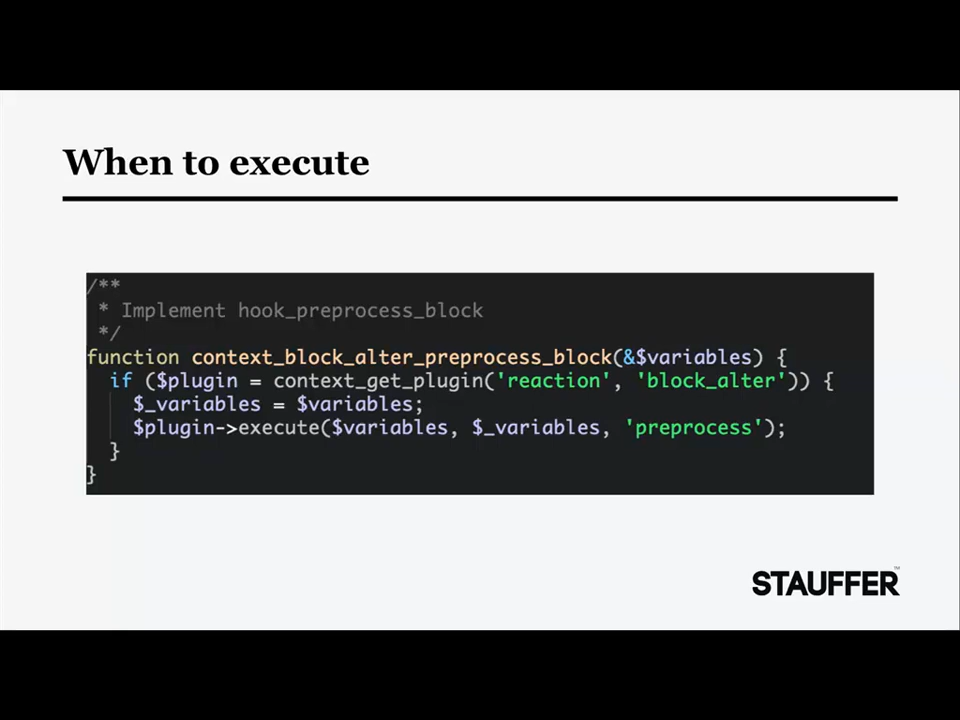 When to execute
/**
 * Implement hook_preprocess_block
 */
function context_block_alter_preprocess_block(&$variables) {
  if ($plugin = context_get_plugin('reaction', 'block_alter')) {
    $_variables = $variables;
    $plugin->execute($variables, $_variables, 'preprocess');
  }
}
STAUFFER™